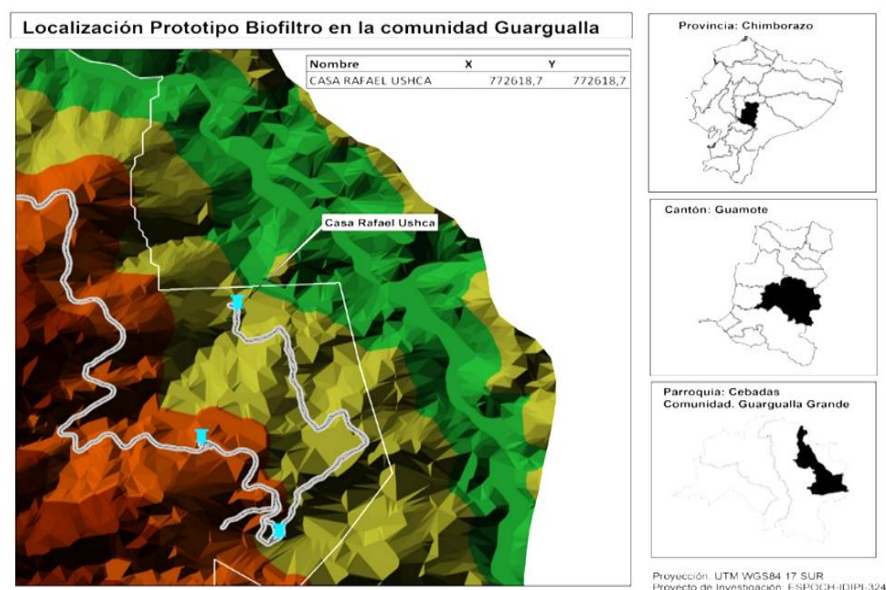 Localización Prototipo Biofiltro en la comunidad Guargualla
Nombre X Y
CASA RAFAEL USHCA 772618,7 772618,7
Casa Rafael Ushca
Provincia: Chimborazo
Cantón: Guamote
Parroquia: Cebadas
Comunidad. Guargualla Grande
Proyección: UTM WGS84 17 SUR
Proyecto de Investigación: ESPOCH-IDIPI-324